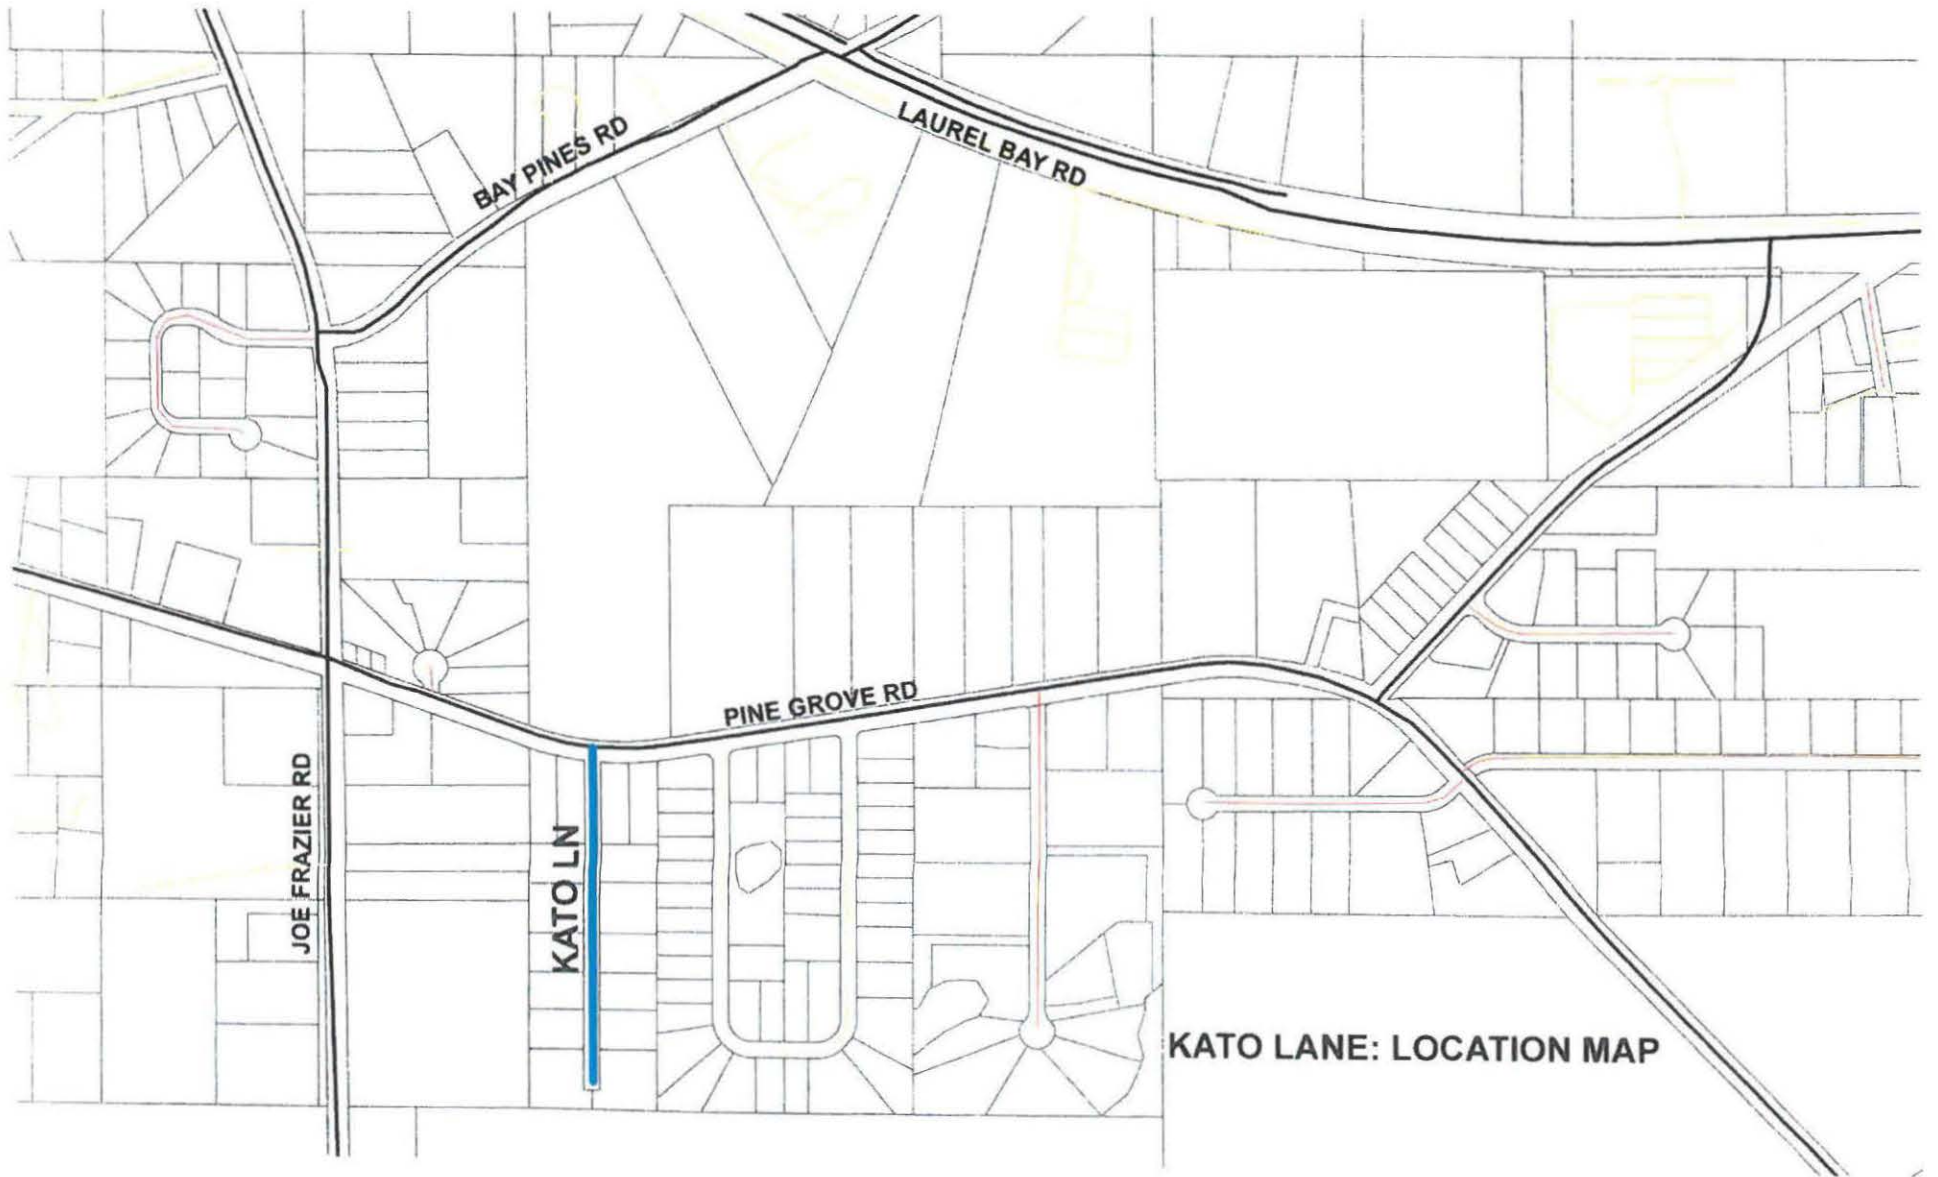 LAUREL BAY RD
BAY PINES RD
PINE GROVE RD
JOE FRAZIER RD
KATO LN
KATO LANE: LOCATION MAP